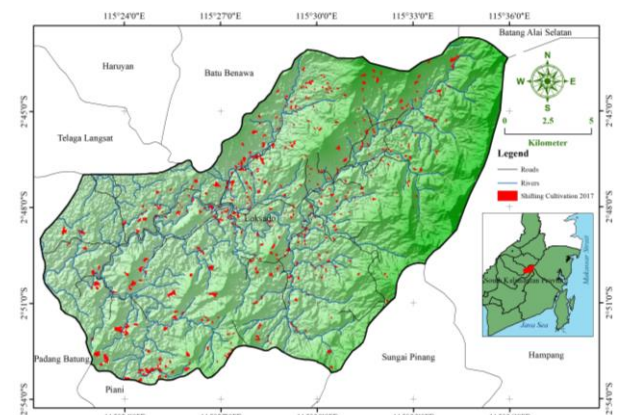 115°24'0"E 115°27'0"E 115°30'0"E 115°33'0"E 115°36'0"E
Batang Alai Selatan
Haruyan
Batu Benawa
N
W E
S
2°45'0"S
2°45'0"S
0 2,5 5
Kilometer
Telaga Langsat
Legend
Roads
Rivers
Shifting Cultivation 2017
2°48'0"S
2°48'0"S
Loksado
Makassar Strait
South Kalimantan Province
2°51'0"S
2°51'0"S
Java Sea
Padang Batung
Sungai Pinang
Hampang
Piani
2°54'0"S
2°54'0"S